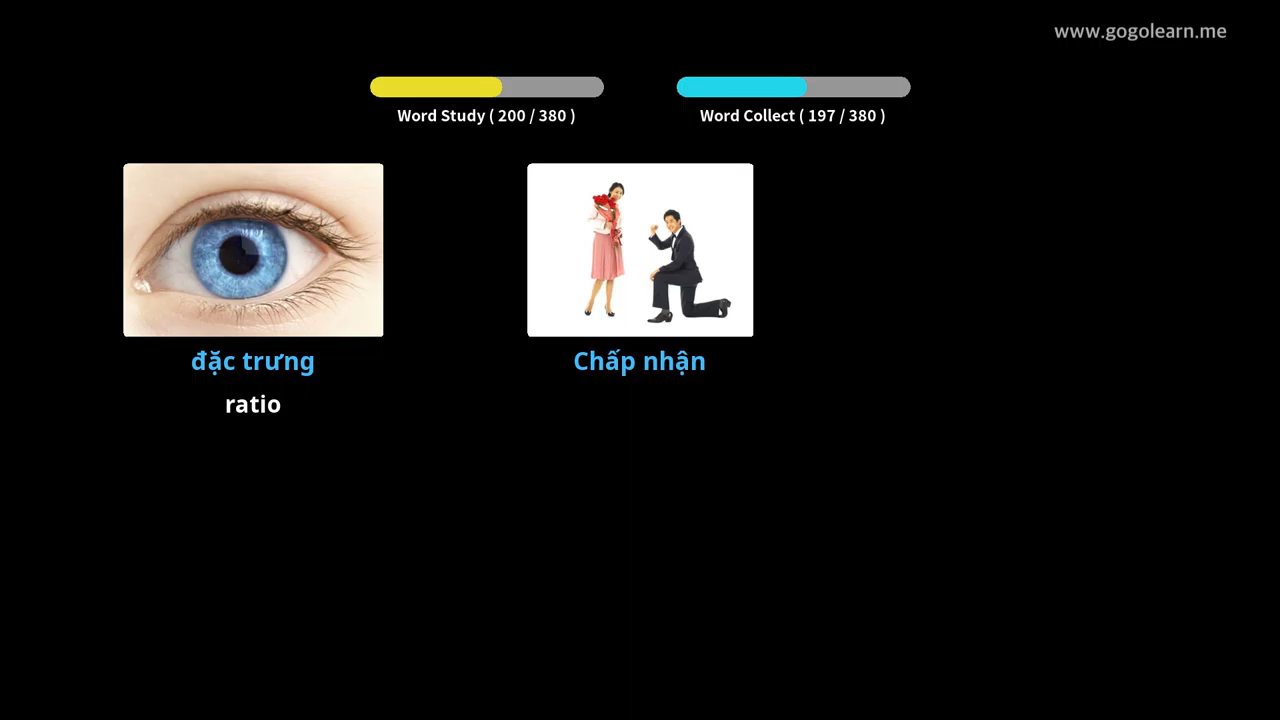 www.gogolearn.me
Word Study ( 200 / 380 )
Word Collect ( 197 / 380 )
đặc trưng
ratio
Chấp nhận